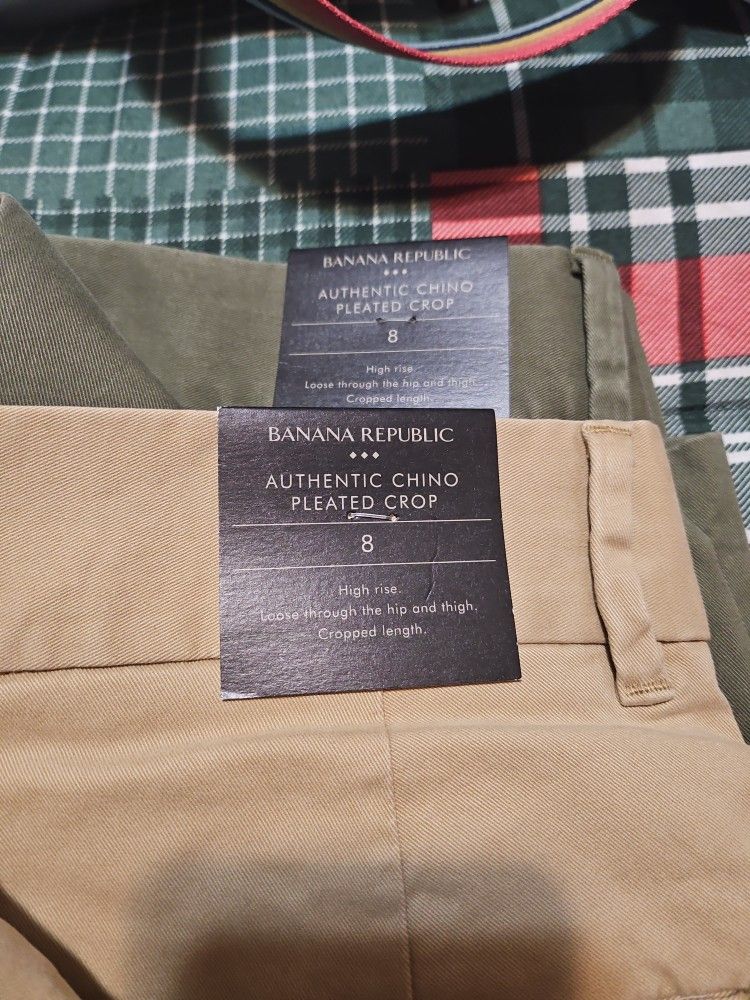 BANANA REPUBLIC
AUTHENTIC CHINO
PLEATED CROP
8
High rise
Loose through the hip and thigh
Cropped length.
BANANA REPUBLIC
AUTHENTIC CHINO
PLEATED CROP
8
High rise.
Loose through the hip and thigh.
Cropped length.